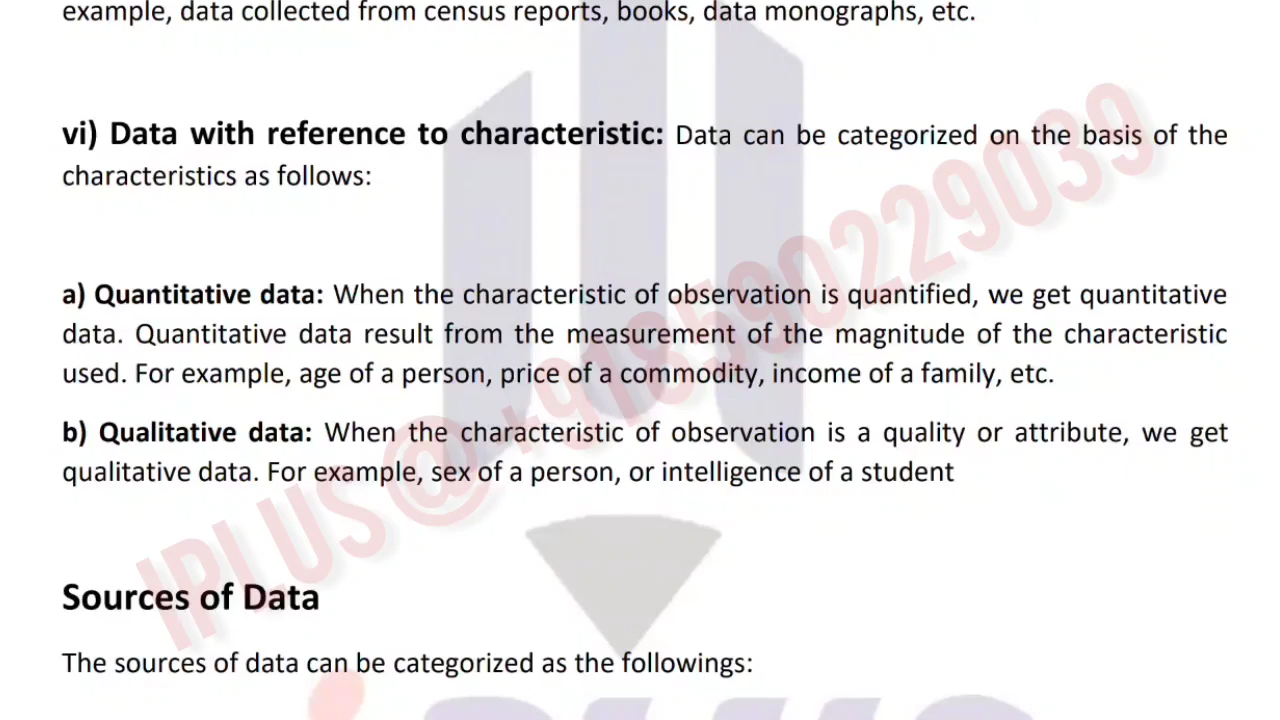 example, data collected from census reports, books, data monographs, etc.
vi) Data with reference to characteristic: Data can be categorized on the basis of the
characteristics as follows:
a) Quantitative data: When the characteristic of observation is quantified, we get quantitative
data. Quantitative data result from the measurement of the magnitude of the characteristic
used. For example, age of a person, price of a commodity, income of a family, etc.
b) Qualitative data: When the characteristic of observation is a quality or attribute, we get
qualitative data. For example, sex of a person, or intelligence of a student
IPLUS@+918590229039
Sources of Data
The sources of data can be categorized as the followings: